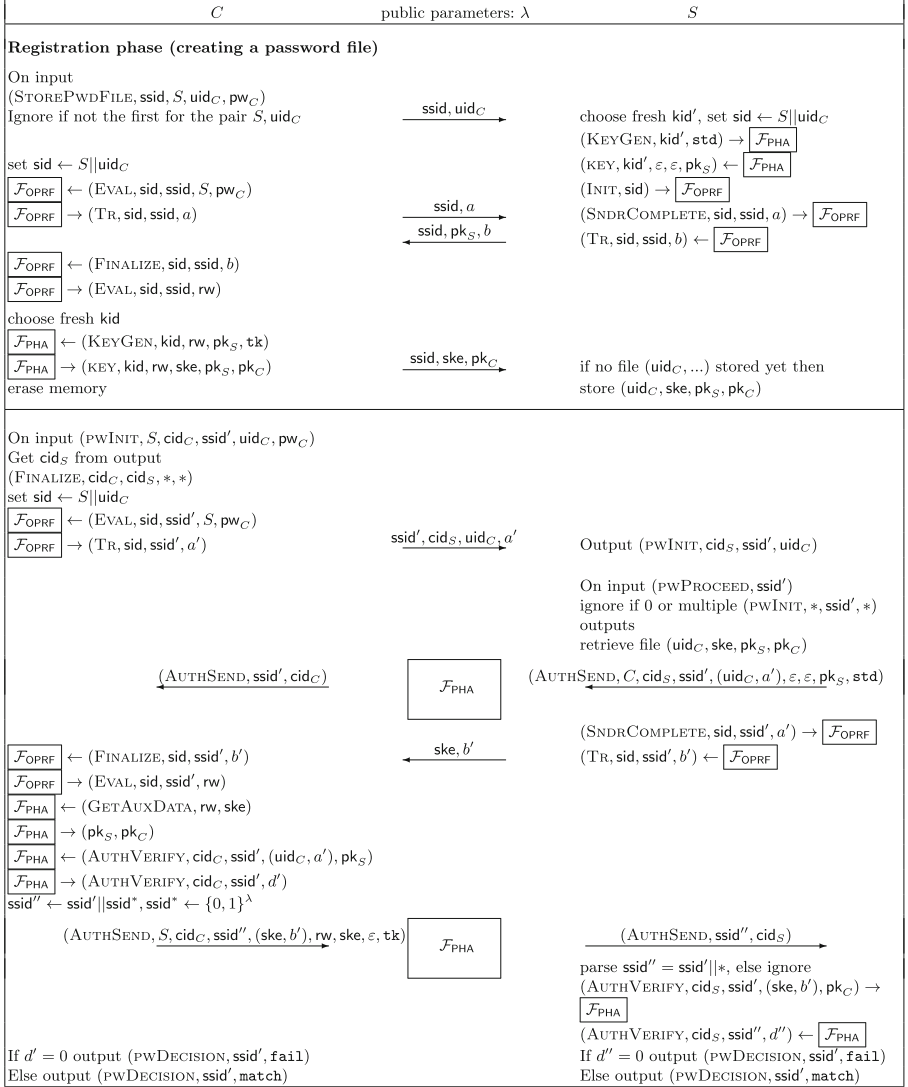 C public parameters: λ S
Registration phase (creating a password file)
On input
(STOREPWDFILE, ssid, S, uid_C, pw_C)
Ignore if not the first for the pair S, uid_C
ssid, uid_C
choose fresh kid′, set sid ← S||uid_C
(KEYGEN, kid′, std) → F_PHA
set sid ← S||uid_C
(KEY, kid′, ε, ε, pk_S) ← F_PHA
F_OPRF ← (EVAL, sid, ssid, S, pw_C)
(INIT, sid) → F_OPRF
F_OPRF → (TR, sid, ssid, a)
ssid, a
(SNDRCOMPLETE, sid, ssid, a) → F_OPRF
ssid, pk_S, b
(TR, sid, ssid, b) ← F_OPRF
F_OPRF ← (FINALIZE, sid, ssid, b)
F_OPRF → (EVAL, sid, ssid, rw)
choose fresh kid
F_PHA ← (KEYGEN, kid, rw, pk_S, tk)
F_PHA → (KEY, kid, rw, ske, pk_S, pk_C)
ssid, ske, pk_C
if no file (uid_C, ...) stored yet then
erase memory
store (uid_C, ske, pk_S, pk_C)
On input (PWINIT, S, cid_C, ssid′, uid_C, pw_C)
Get cid_S from output
(FINALIZE, cid_C, cid_S, *, *)
set sid ← S||uid_C
F_OPRF ← (EVAL, sid, ssid′, S, pw_C)
F_OPRF → (TR, sid, ssid′, a′)
ssid′, cid_S, uid_C, a′
Output (PWINIT, cid_S, ssid′, uid_C)
On input (PWPROCEED, ssid′)
ignore if 0 or multiple (PWINIT, *, ssid′, *)
outputs
retrieve file (uid_C, ske, pk_S, pk_C)
(AUTHSEND, ssid′, cid_C)
F_PHA
(AUTHSEND, C, cid_S, ssid′, (uid_C, a′), ε, ε, pk_S, std)
(SNDRCOMPLETE, sid, ssid′, a′) → F_OPRF
F_OPRF ← (FINALIZE, sid, ssid′, b′)
ske, b′
(TR, sid, ssid′, b′) ← F_OPRF
F_OPRF → (EVAL, sid, ssid′, rw)
F_PHA ← (GETAUXDATA, rw, ske)
F_PHA → (pk_S, pk_C)
F_PHA ← (AUTHVERIFY, cid_C, ssid′, (uid_C, a′), pk_S)
F_PHA → (AUTHVERIFY, cid_C, ssid′, d′)
ssid″ ← ssid′||ssid*, ssid* ← {0, 1}^λ
(AUTHSEND, S, cid_C, ssid″, (ske, b′), rw, ske, ε, tk)
F_PHA
(AUTHSEND, ssid″, cid_S)
parse ssid″ = ssid′||*, else ignore
(AUTHVERIFY, cid_S, ssid′, (ske, b′), pk_C) →
F_PHA
(AUTHVERIFY, cid_S, ssid″, d″) ← F_PHA
If d′ = 0 output (PWDECISION, ssid′, fail)
If d″ = 0 output (PWDECISION, ssid′, fail)
Else output (PWDECISION, ssid′, match)
Else output (PWDECISION, ssid′, match)